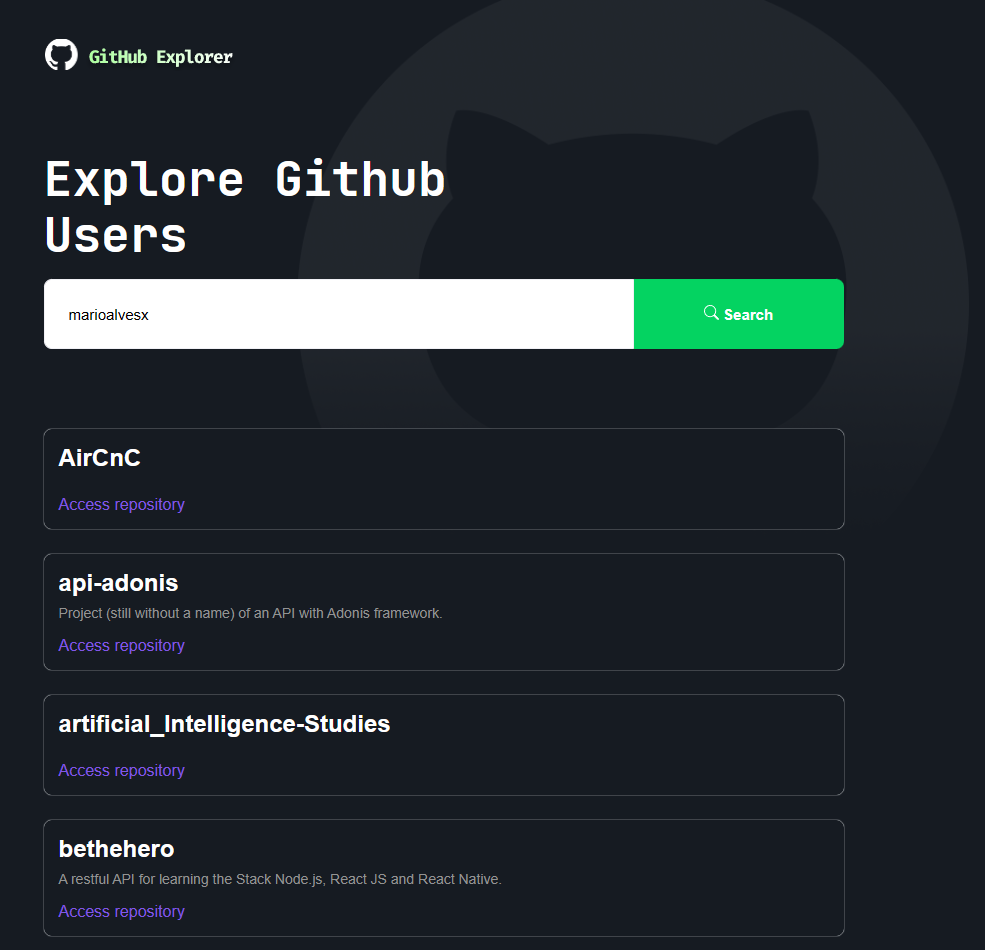 GitHub Explorer
Explore Github
Users
marioalvesx
Search
AirCnC
Access repository
api-adonis
Project (still without a name) of an API with Adonis framework.
Access repository
artificial_Intelligence-Studies
Access repository
bethehero
A restful API for learning the Stack Node.js, React JS and React Native.
Access repository